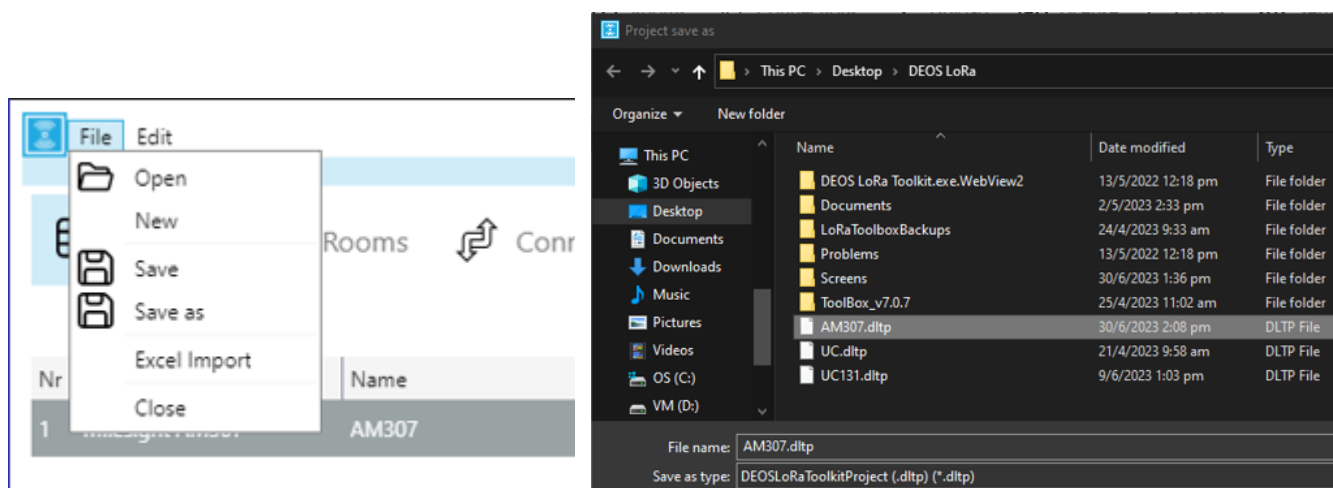 File Edit
Open
New
Save
Save as
Excel Import
Close
Rooms
Conn
Nr
Name
1
AM307
Project save as
This PC > Desktop > DEOS LoRa
Organize
New folder
This PC
3D Objects
Desktop
Documents
Downloads
Music
Pictures
Videos
OS (C:)
VM (D:)
Name Date modified Type
DEOS LoRa Toolkit.exe.WebView2 13/5/2022 12:18 pm File folder
Documents 2/5/2023 2:33 pm File folder
LoRaToolboxBackups 24/4/2023 9:33 am File folder
Problems 13/5/2022 12:18 pm File folder
Screens 30/6/2023 1:36 pm File folder
ToolBox_v7.0.7 25/4/2023 11:02 am File folder
AM307.dltp 30/6/2023 2:08 pm DLTP File
UC.dltp 21/4/2023 9:58 am DLTP File
UC131.dltp 9/6/2023 1:03 pm DLTP File
File name: AM307.dltp
Save as type: DEOSLoRaToolkitProject (.dltp) (*.dltp)